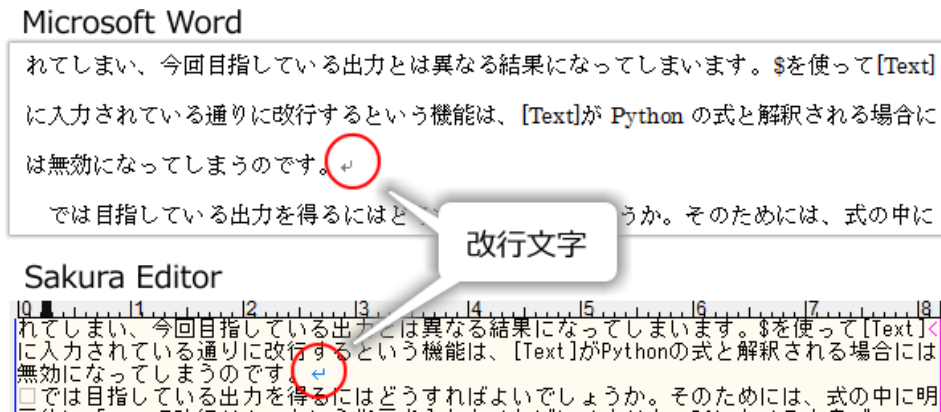 Microsoft Word
れてしまい、今回目指している出力とは異なる結果になってしまいます。$を使って[Text]
に入力されている通りに改行するという機能は、[Text]が Python の式と解釈される場合に
は無効になってしまうのです。↵
では目指している出力を得るにはど
うか。そのためには、式の中に
改行文字
Sakura Editor
0 1 2 3 4 5 6 7 8
れてしまい、今回目指している出力とは異なる結果になってしまいます。$を使って[Text]<
に入力されている通りに改行するという機能は、[Text]がPythonの式と解釈される場合には
無効になってしまうのです。↵
□では目指している出力を得るにはどうすればよいでしょうか。そのためには、式の中に明